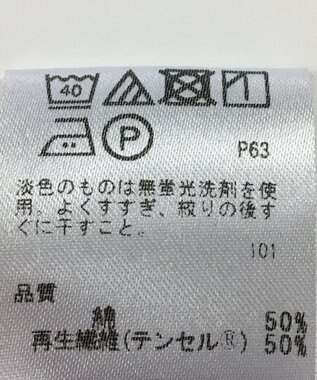 40
P P63
淡色のものは無蛍光洗剤を使
用。よくすすぎ、絞りの後す
ぐに干すこと。
101
品質
綿 50%
再生繊維(テンセル®) 50%